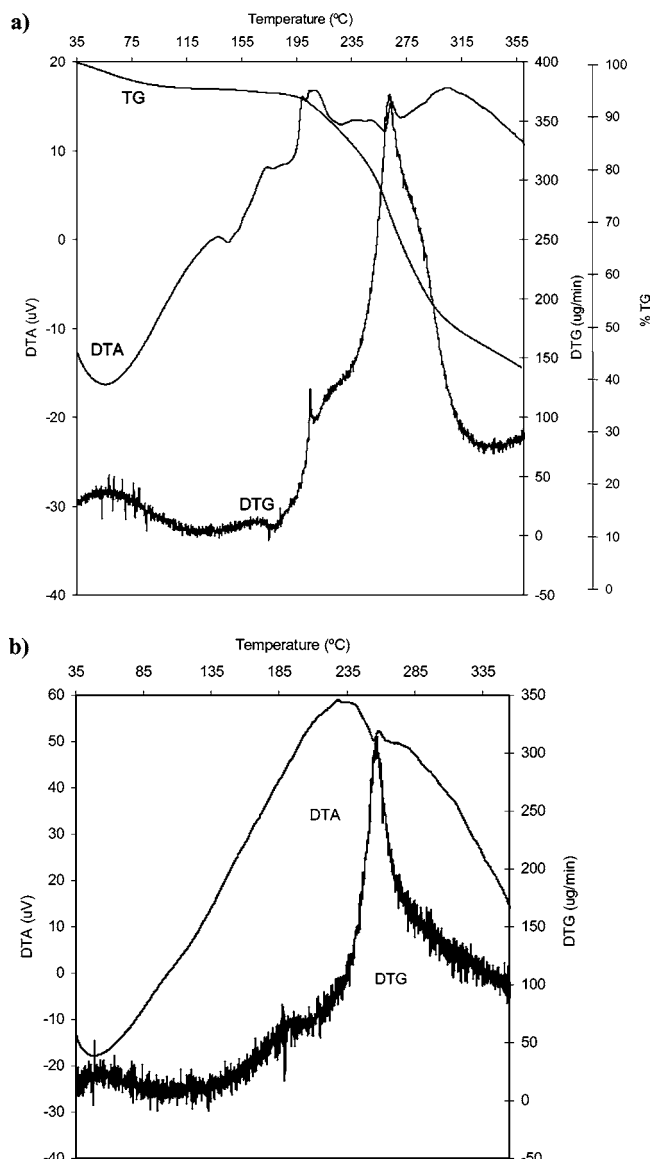 a)
Temperature (ºC)
35 75 115 155 195 235 275 315 355
20 400 100
TG
350 90
10 300 80
70
0 250 60
DTA (uV)
DTG (ug/min)
% TG
200 50
-10
DTA
150 40
-20 100 30
50 20
-30
DTG
0 10
0
-40 -50
b)
Temperature (ºC)
35 85 135 185 235 285 335
60 350
50 300
40
DTA
250
30
20 200
DTA (uV)
DTG (ug/min)
10 150
0
DTG
100
-10
50
-20
0
-30
-40 -50